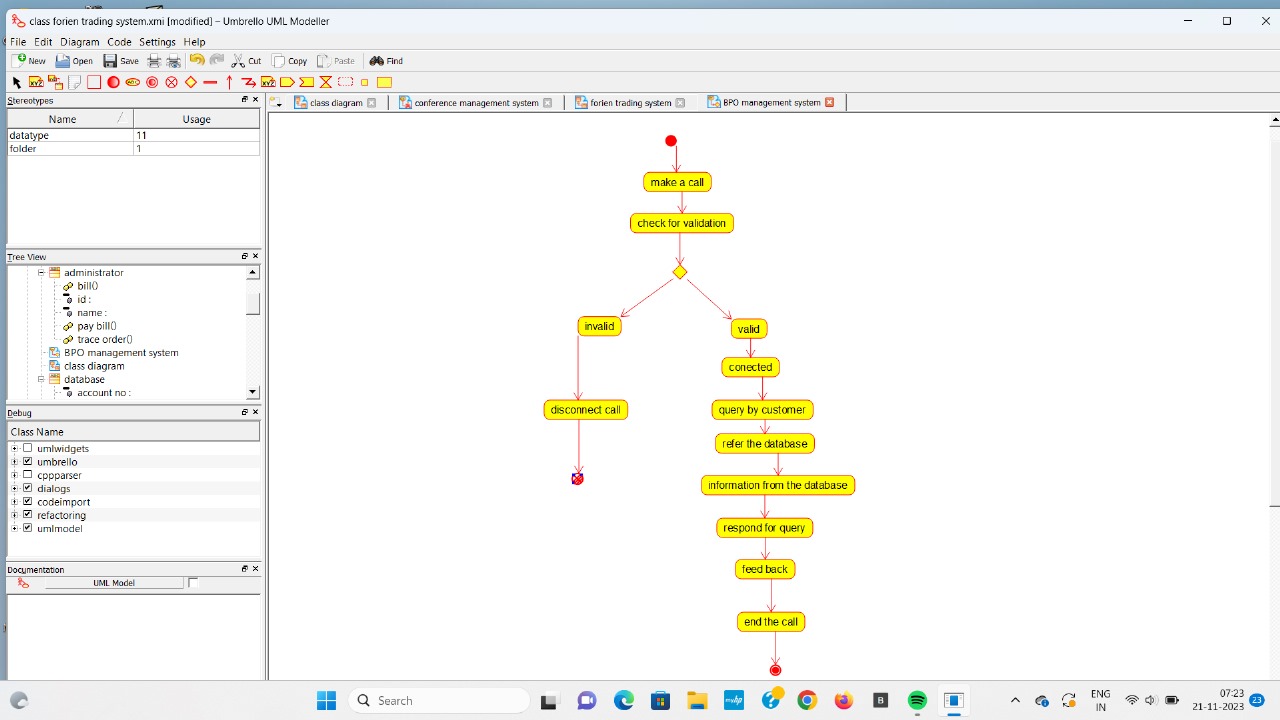 class forien trading system.xmi [modified] – Umbrello UML Modeller
File Edit Diagram Code Settings Help
New Open Save Cut Copy Paste Find
Stereotypes
Name Usage
datatype 11
folder 1
Tree View
administrator
bill()
id :
name :
pay bill()
trace order()
BPO management system
class diagram
database
account no :
Debug
Class Name
umlwidgets
umbrello
cppparser
dialogs
codeimport
refactoring
umlmodel
Documentation
UML Model
class diagram conference management system forien trading system BPO management system
make a call
check for validation
invalid
valid
conected
disconnect call
query by customer
refer the database
information from the database
respond for query
feed back
end the call
Search
myhp
B
ENG
IN
07:23
21-11-2023
23